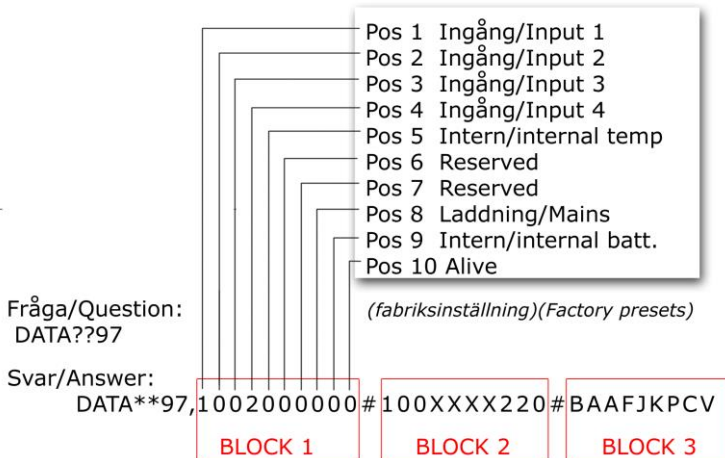 Pos 1 Ingång/Input 1
Pos 2 Ingång/Input 2
Pos 3 Ingång/Input 3
Pos 4 Ingång/Input 4
Pos 5 Intern/internal temp
Pos 6 Reserved
Pos 7 Reserved
Pos 8 Laddning/Mains
Pos 9 Intern/internal batt.
Pos 10 Alive
Fråga/Question: (fabriksinställning)(Factory presets)
DATA??97
Svar/Answer:
DATA**97,1002000000#100XXXX220#BAAFJKPCV
BLOCK 1 BLOCK 2 BLOCK 3